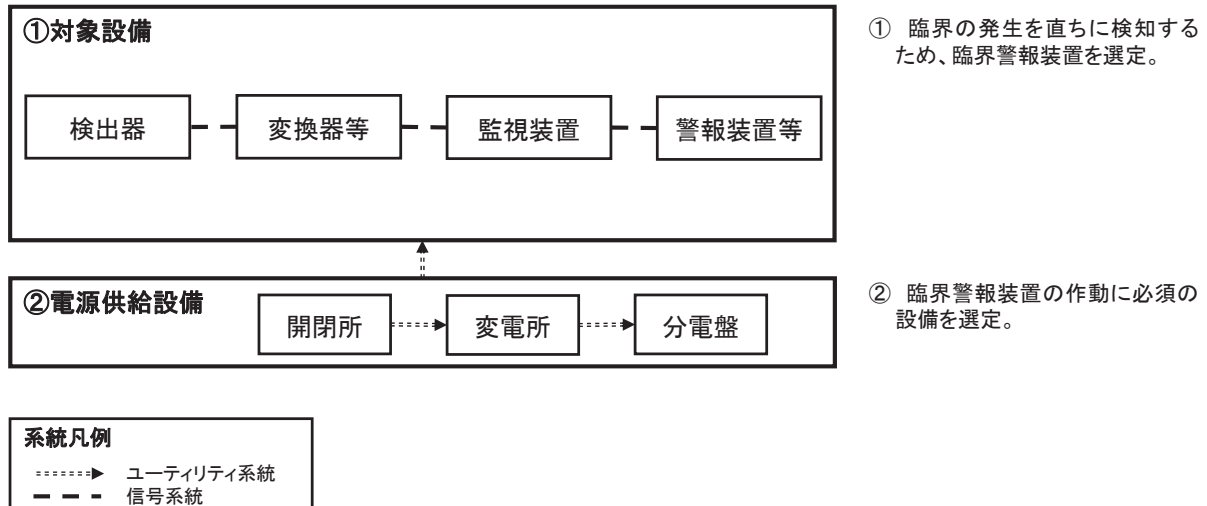 ①対象設備
検出器 変換器等 監視装置 警報装置等
① 臨界の発生を直ちに検知する
ため、臨界警報装置を選定。
②電源供給設備
開閉所 変電所 分電盤
② 臨界警報装置の作動に必須の
設備を選定。
系統凡例
ユーティリティ系統
信号系統